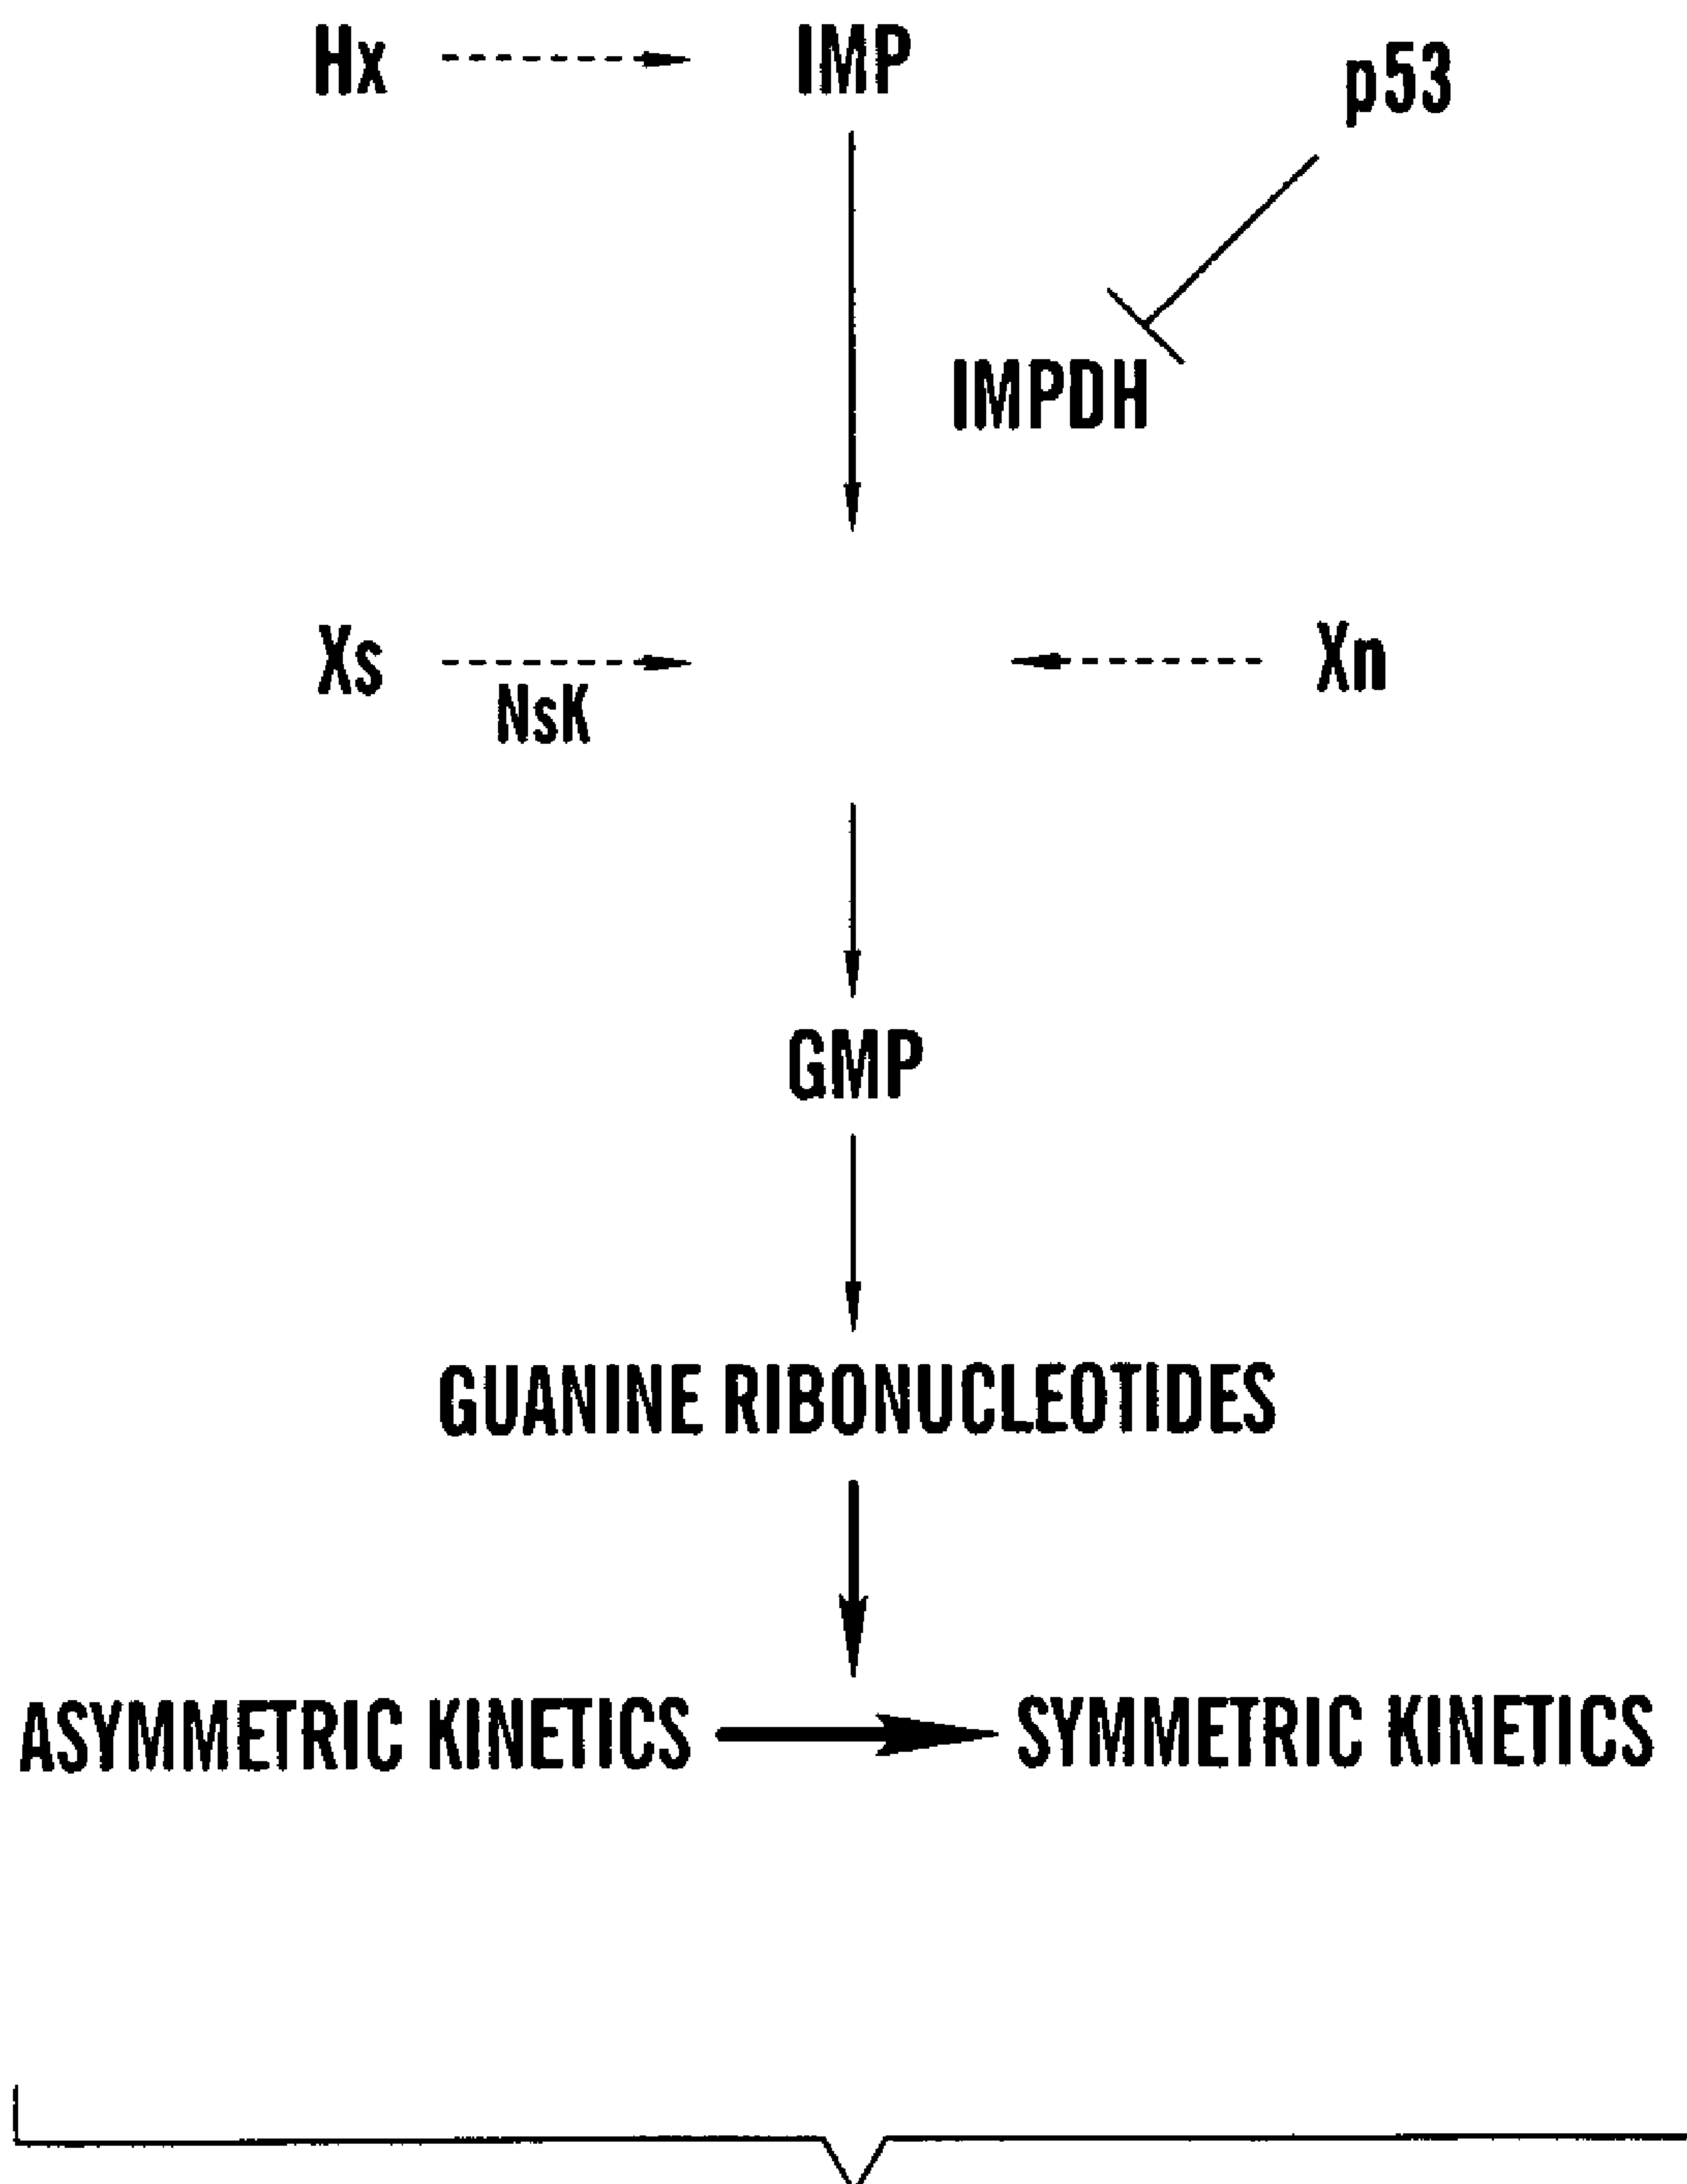 Hx IMP p53
IMPDH
Xs Xn
NsK
GMP
GUANINE RIBONUCLEOTIDES
ASYMMETRIC KINETICS SYMMETRIC KINETICS